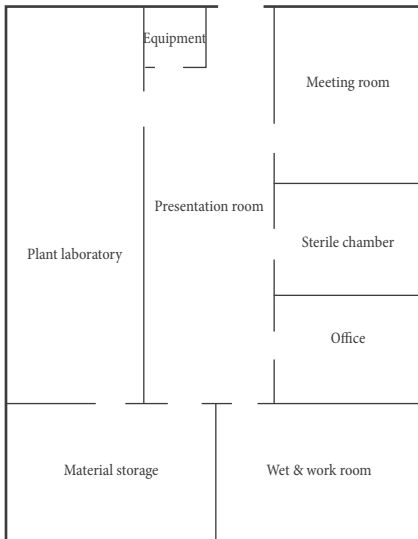 Equipment
Meeting room
Presentation room
Sterile chamber
Plant laboratory
Office
Material storage
Wet & work room